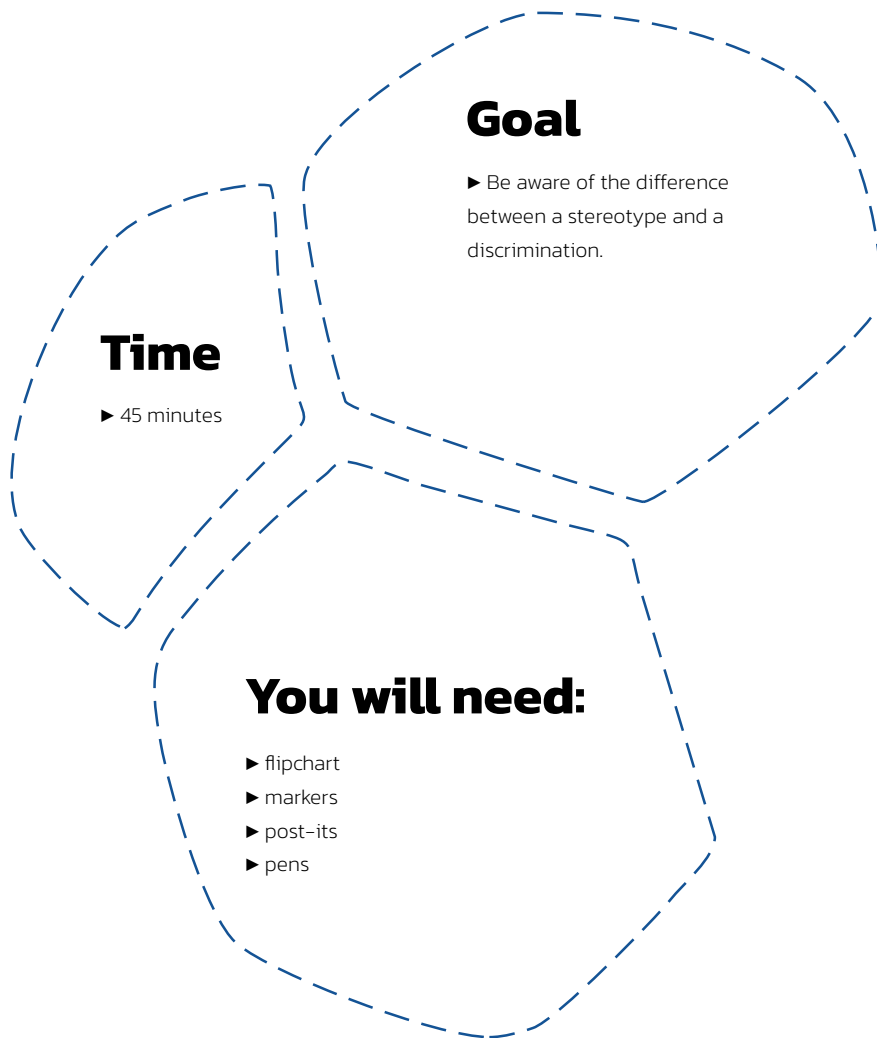 Goal
► Be aware of the difference
between a stereotype and a
discrimination.
Time
► 45 minutes
You will need:
► flipchart
► markers
► post-its
► pens